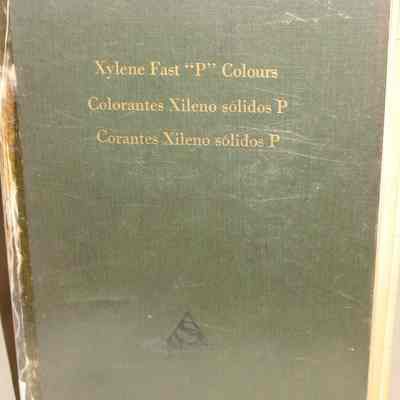 Xylene Fast "P" Colours
Colorantes Xileno sólidos P
Corantes Xileno sólidos P